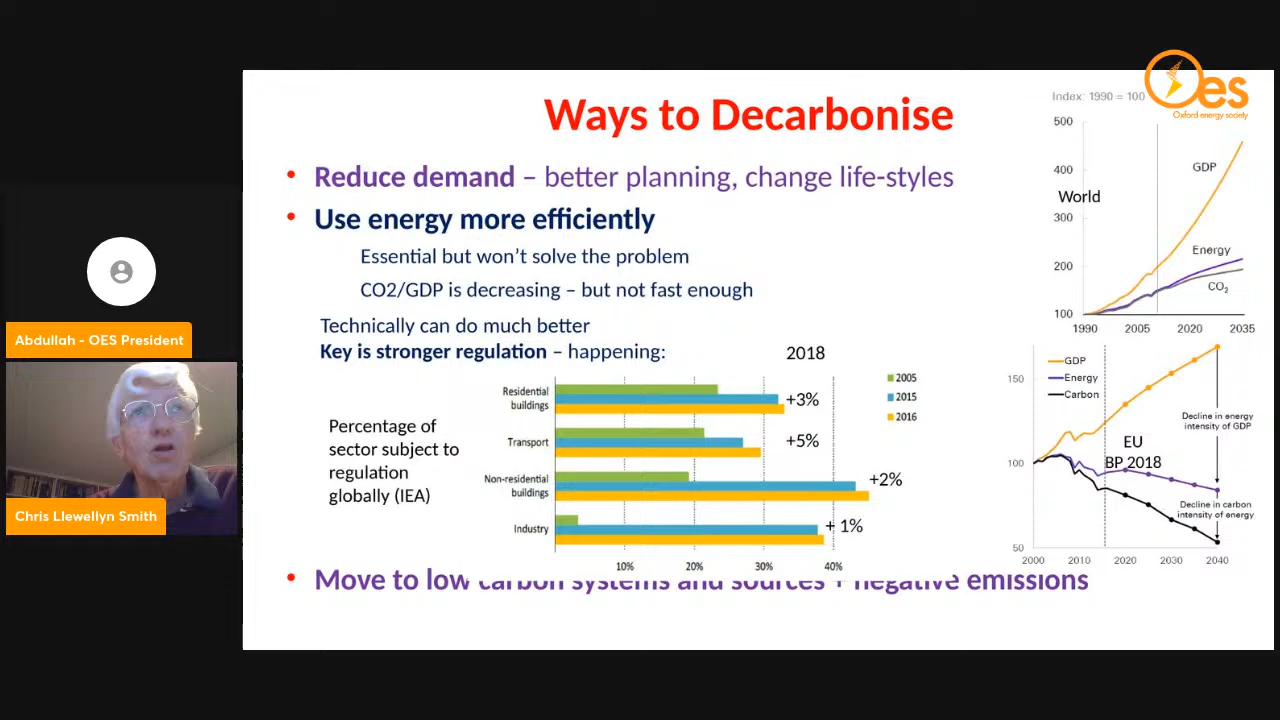 Oes
Oxford energy society
Ways to Decarbonise
• Reduce demand – better planning, change life-styles
• Use energy more efficiently
Essential but won’t solve the problem
CO2/GDP is decreasing – but not fast enough
Technically can do much better
Key is stronger regulation – happening:
2018
Percentage of
sector subject to
regulation
globally (IEA)
Residential
buildings
+3%
Transport
+5%
Non-residential
buildings
+2%
Industry
+ 1%
10% 20% 30% 40%
2005
2015
2016
• Move to low carbon systems and sources + negative emissions
Index: 1990 = 100
500
400
300
200
100
World
GDP
Energy
CO₂
1990 2005 2020 2035
GDP
Energy
Carbon
150
100
50
EU
BP 2018
Decline in energy
intensity of GDP
Decline in carbon
intensity of energy
2000 2010 2020 2030 2040
Abdullah - OES President
Chris Llewellyn Smith